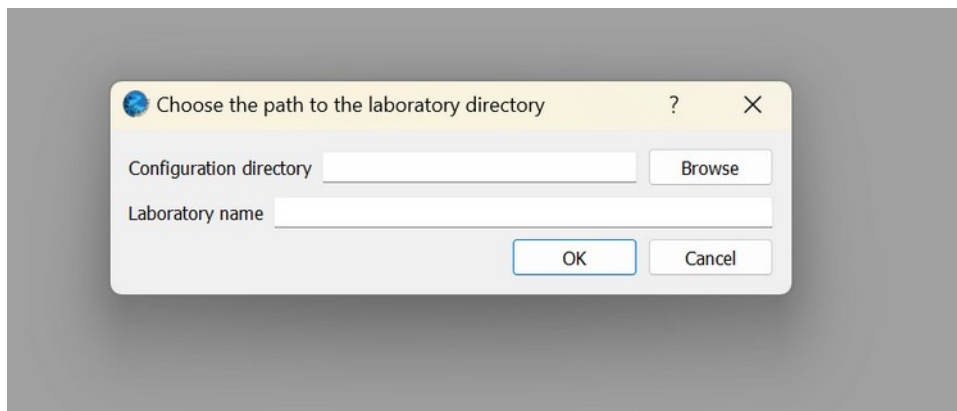 Choose the path to the laboratory directory ?
Configuration directory Browse
Laboratory name
OK Cancel